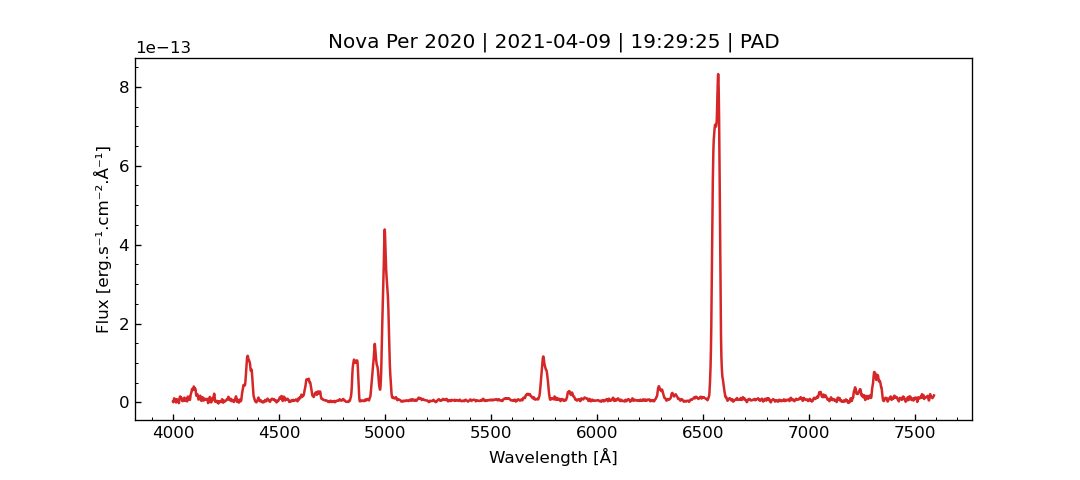 Nova Per 2020 | 2021-04-09 | 19:29:25 | PAD
1e−13
8
6
4
2
0
Flux [erg.s⁻¹.cm⁻².Å⁻¹]
4000 4500 5000 5500 6000 6500 7000 7500
Wavelength [Å]